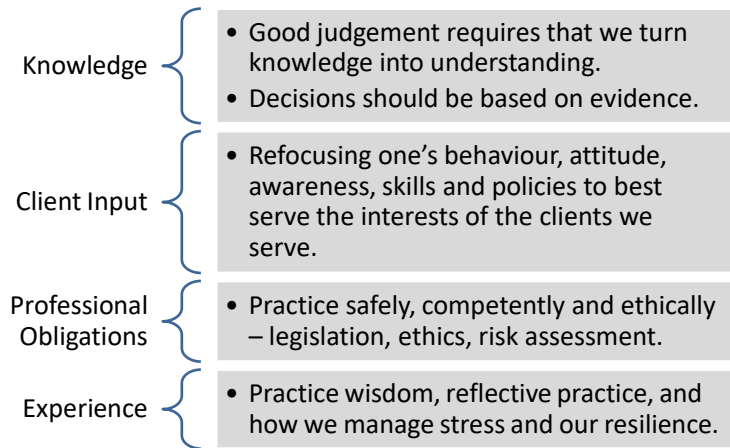 Knowledge
• Good judgement requires that we turn
knowledge into understanding.
• Decisions should be based on evidence.
Client Input
• Refocusing one’s behaviour, attitude,
awareness, skills and policies to best
serve the interests of the clients we
serve.
Professional
Obligations
• Practice safely, competently and ethically
– legislation, ethics, risk assessment.
Experience
• Practice wisdom, reflective practice, and
how we manage stress and our resilience.